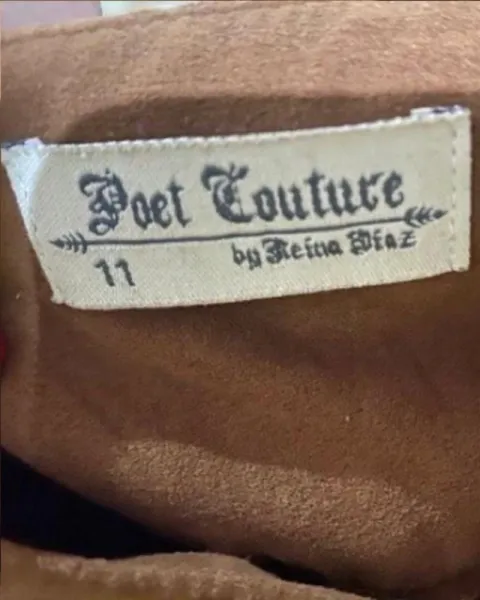 Poet Couture
by Reina Diaz
11